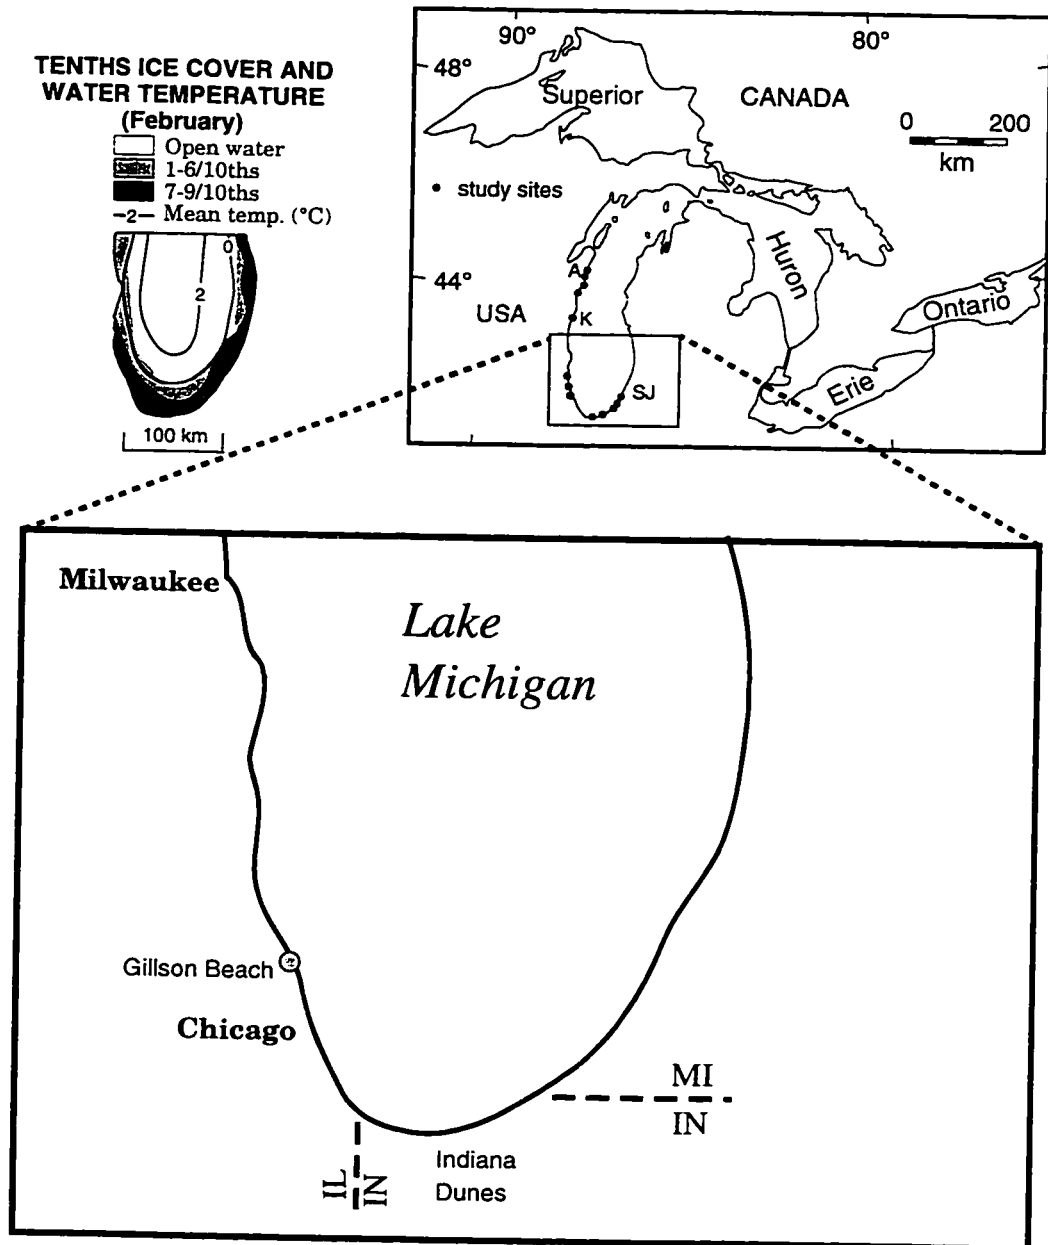 TENTHS ICE COVER AND
WATER TEMPERATURE
(February)
Open water
1-6/10ths
7-9/10ths
–2– Mean temp. (°C)
0
2
100 km
90°
80°
48°
Superior
CANADA
0 200
km
study sites
A
Huron
44°
USA
K
Ontario
SJ
Erie
Milwaukee
Lake
Michigan
Gillson Beach
Chicago
MI
IN
IL
IN
Indiana
Dunes